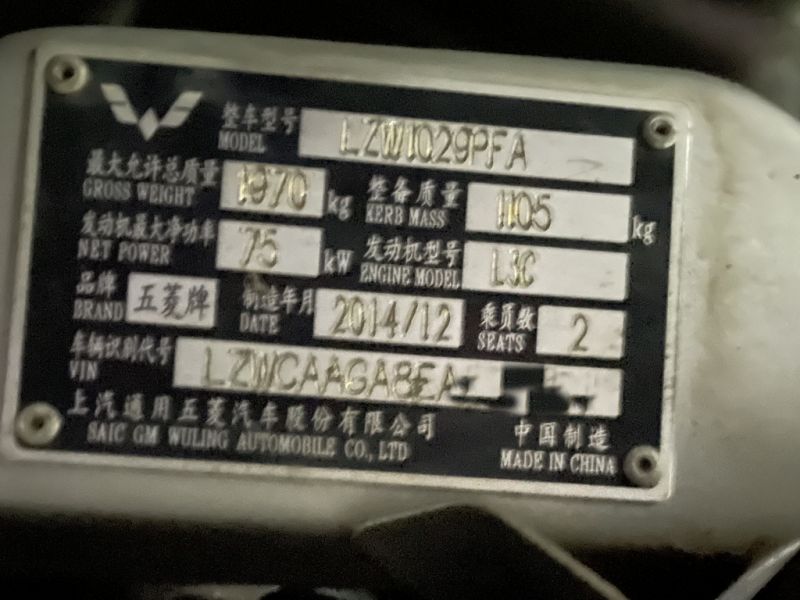 整车型号 MODEL LZW1029PFA
最大允许总质量 GROSS WEIGHT 1970 kg 整备质量 KERB MASS 1105 kg
发动机最大净功率 NET POWER 75 kW 发动机型号 ENGINE MODEL LJC
品牌 BRAND 五菱牌 制造年月 DATE 2014/12 乘员数 SEATS 2
车辆识别代号 VIN LZWCAAGA8EA
上汽通用五菱汽车股份有限公司 中国制造
SAIC GM WULING AUTOMOBILE CO., LTD MADE IN CHINA